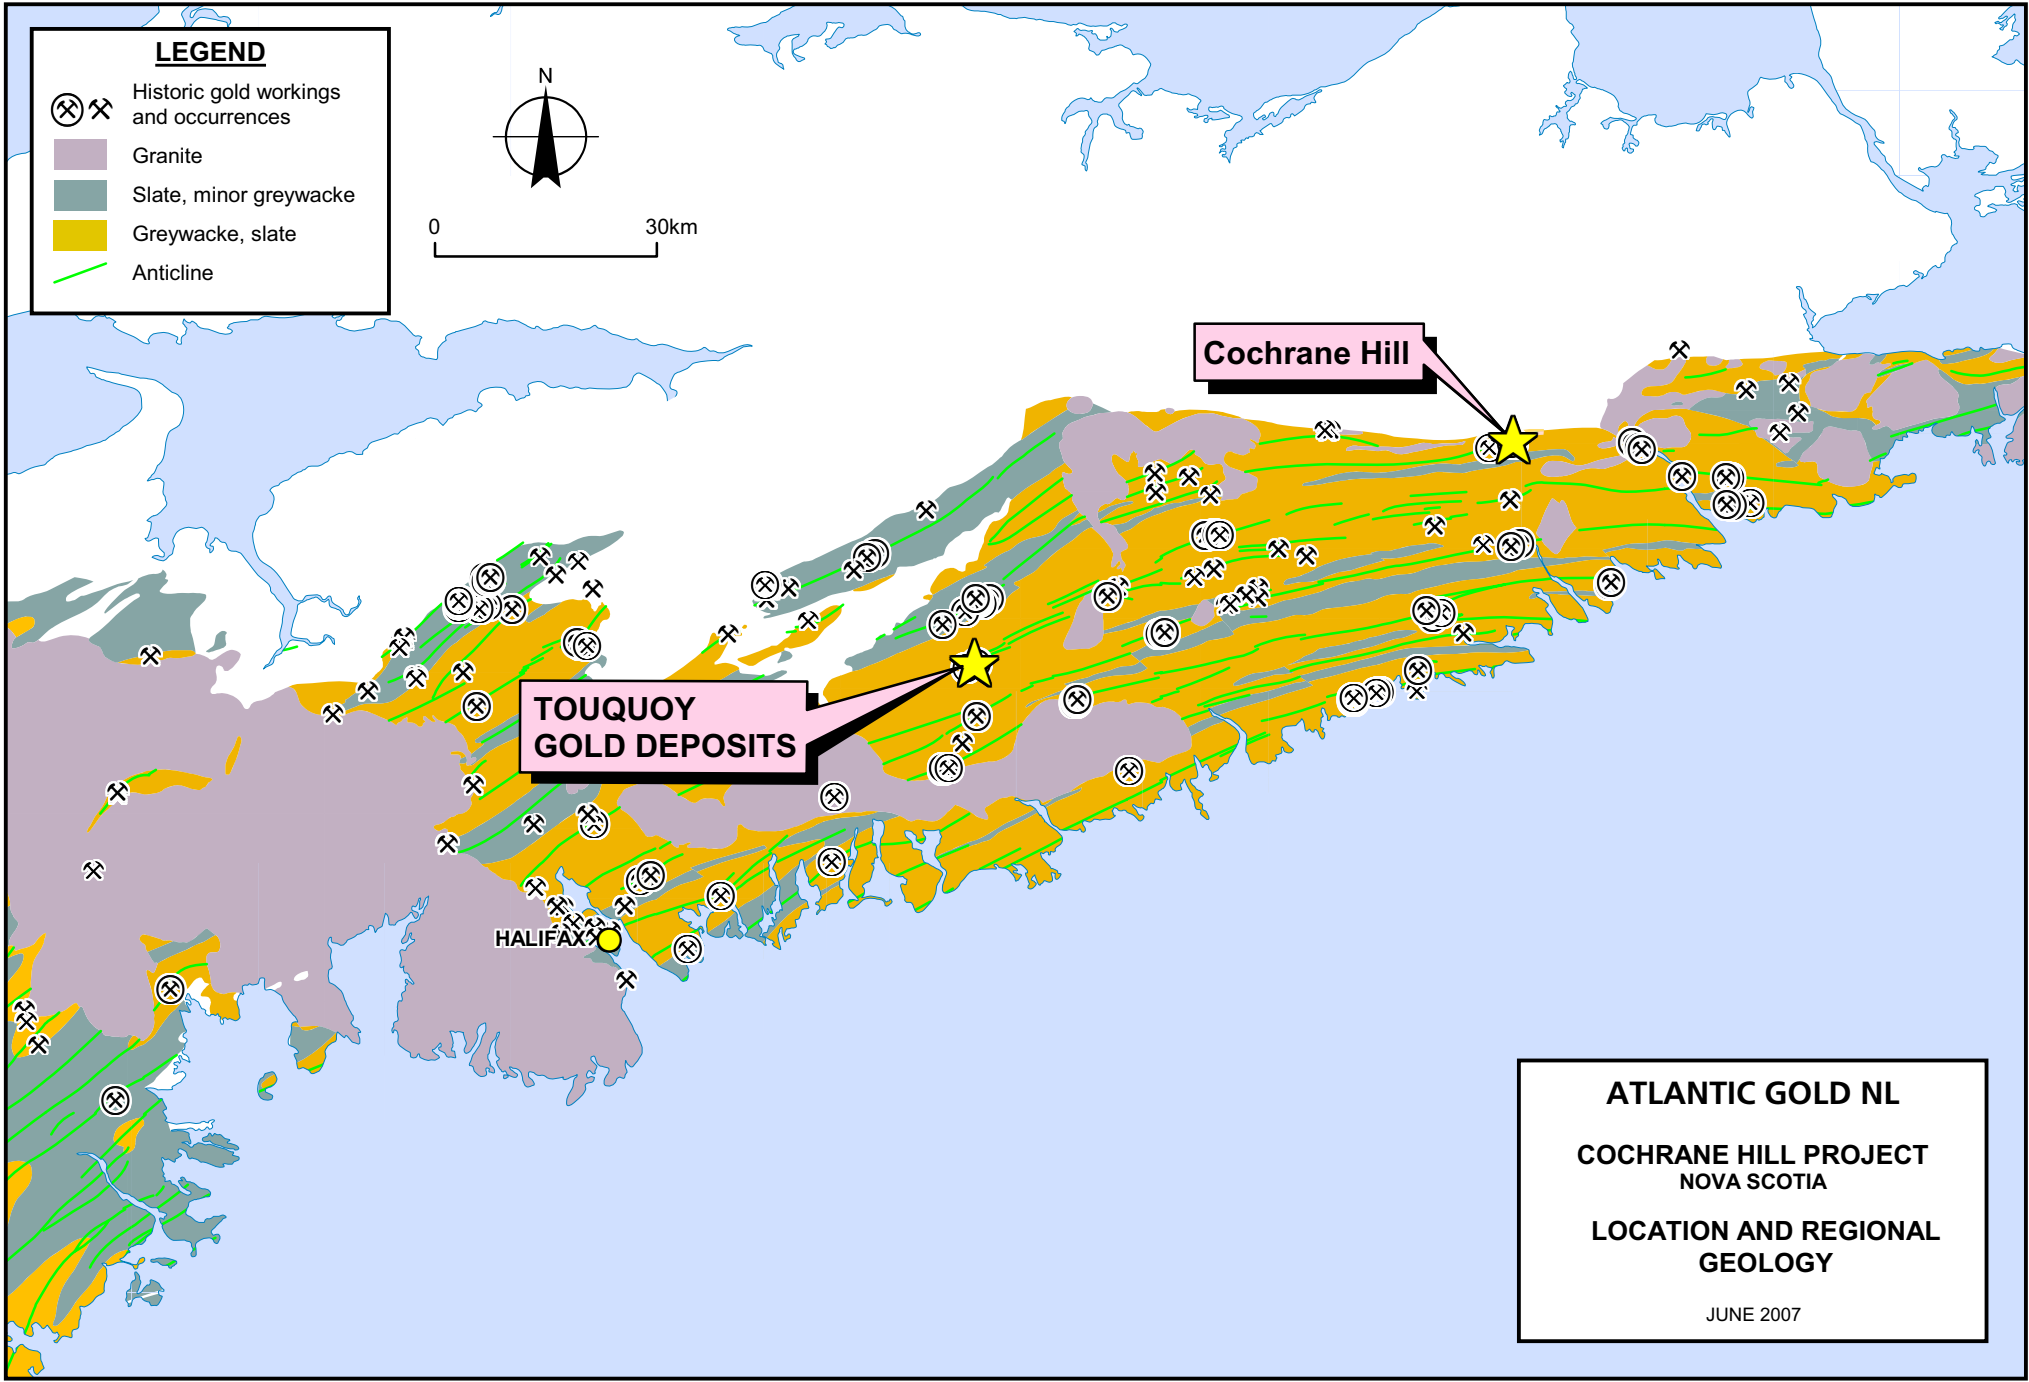 LEGEND
Historic gold workings
and occurrences
Granite
Slate, minor greywacke
Greywacke, slate
Anticline
N
0 30km
Cochrane Hill
TOUQUOY
GOLD DEPOSITS
HALIFAX
ATLANTIC GOLD NL
COCHRANE HILL PROJECT
NOVA SCOTIA
LOCATION AND REGIONAL
GEOLOGY
JUNE 2007